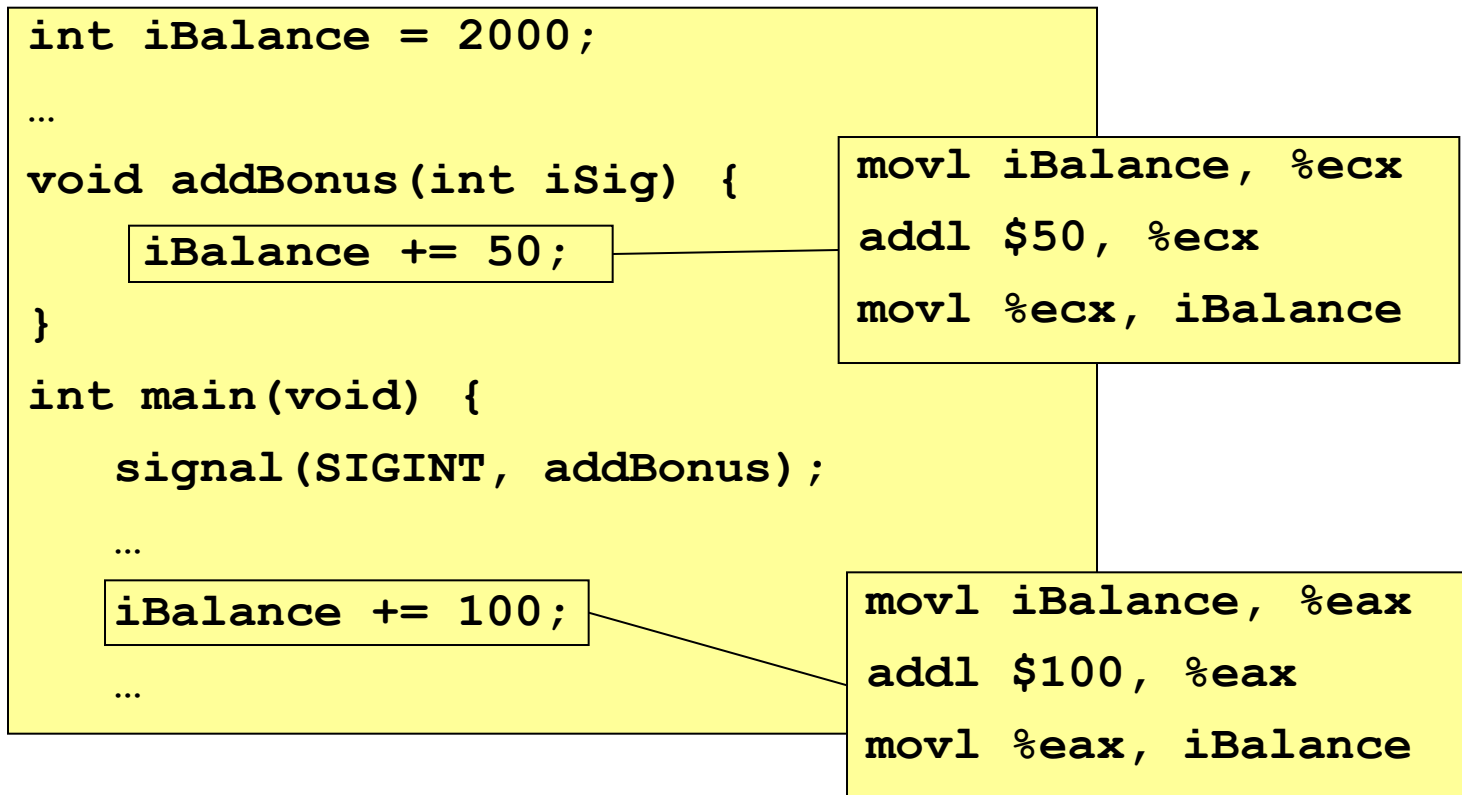 int iBalance = 2000;
…
void addBonus(int iSig) {
iBalance += 50;
}
int main(void) {
signal(SIGINT, addBonus);
…
iBalance += 100;
…
movl iBalance, %ecx
addl $50, %ecx
movl %ecx, iBalance
movl iBalance, %eax
addl $100, %eax
movl %eax, iBalance